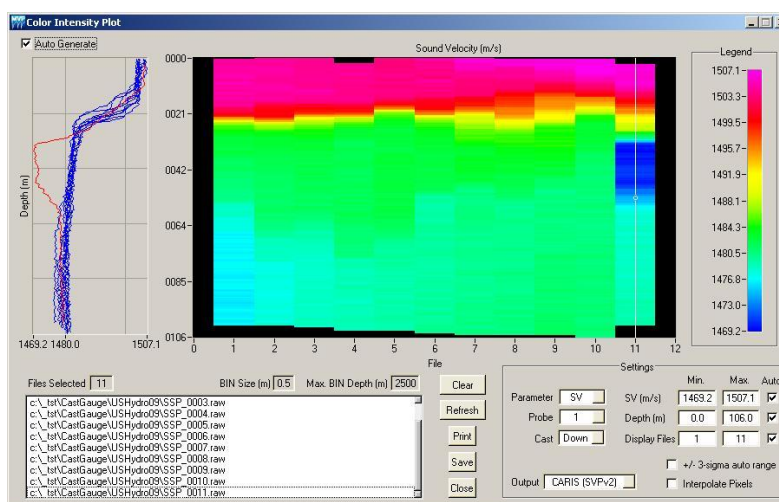 MVP Color Intensity Plot
Auto Generate
Sound Velocity (m/s)
Legend
Depth (m)
1469.2 1480.0 1507.1
0000
0021
0042
0064
0085
0106
0 1 2 3 4 5 6 7 8 9 10 11 12
File
1507.1
1503.3
1499.5
1495.7
1491.9
1488.1
1484.3
1480.5
1476.8
1473.0
1469.2
Files Selected 11
BIN Size (m) 0.5
Max. BIN Depth (m) 2500
c:\_tst\CastGauge\USHydro09\SSP_0003.raw
c:\_tst\CastGauge\USHydro09\SSP_0004.raw
c:\_tst\CastGauge\USHydro09\SSP_0005.raw
c:\_tst\CastGauge\USHydro09\SSP_0006.raw
c:\_tst\CastGauge\USHydro09\SSP_0007.raw
c:\_tst\CastGauge\USHydro09\SSP_0008.raw
c:\_tst\CastGauge\USHydro09\SSP_0009.raw
c:\_tst\CastGauge\USHydro09\SSP_0010.raw
c:\_tst\CastGauge\USHydro09\SSP_0011.raw
Clear
Refresh
Print
Save
Close
Settings
Min. Max. Auto
Parameter SV
SV (m/s) 1469.2 1507.1
Probe 1
Depth (m) 0.0 106.0
Cast Down
Display Files 1 11
+/- 3-sigma auto range
Output CARIS (SVPv2)
Interpolate Pixels